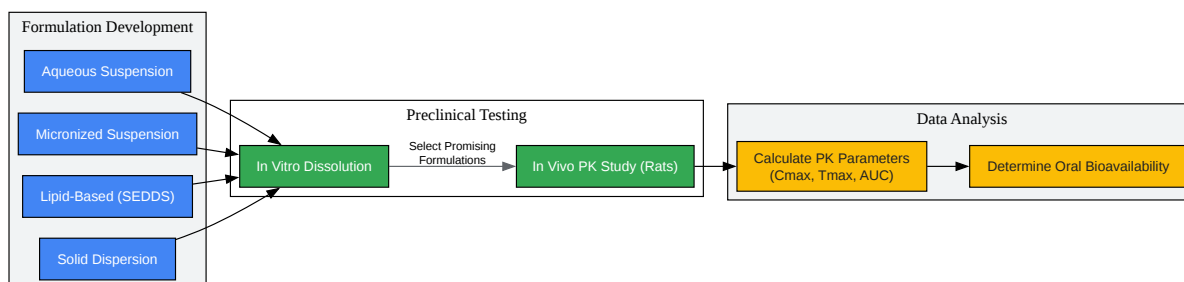 Formulation Development
Aqueous Suspension
Micronized Suspension
Lipid-Based (SEDDS)
Solid Dispersion
Preclinical Testing
In Vitro Dissolution
Select Promising
Formulations
In Vivo PK Study (Rats)
Data Analysis
Calculate PK Parameters
(Cmax, Tmax, AUC)
Determine Oral Bioavailability